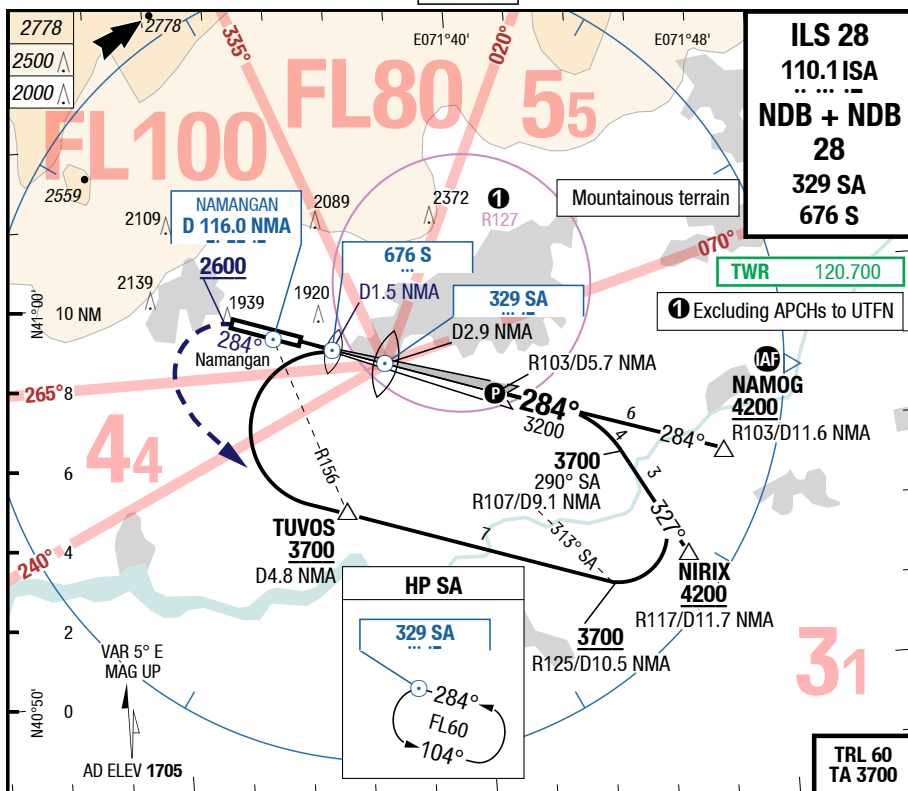 2778
2500
2000
2778
335°
E071°40'
020°
E071°48'
ILS 28
110.1 ISA
NDB + NDB
28
329 SA
676 S
FL100
FL80
55
2559
2109
2089
2372
1
R127
Mountainous terrain
NAMANGAN
D 116.0 NMA
676 S
070°
TWR 120.700
2600
2139
1939
1920
D1.5 NMA
329 SA
1 Excluding APCHs to UTFN
N41°00'
10 NM
D2.9 NMA
284°
Namangan
R103/D5.7 NMA
IAF
NAMOG
4200
R103/D11.6 NMA
P
284°
3200
6
284°
265°
8
44
4
3700
290° SA
R107/D9.1 NMA
3
327°
6
R156
313° SA
TUVOS
3700
D4.8 NMA
7
4
NIRIX
4200
R117/D11.7 NMA
240°
HP SA
329 SA
3700
R125/D10.5 NMA
2
31
VAR 5° E
MAG UP
284°
FL60
104°
N40°50'
0
AD ELEV 1705
TRL 60
TA 3700